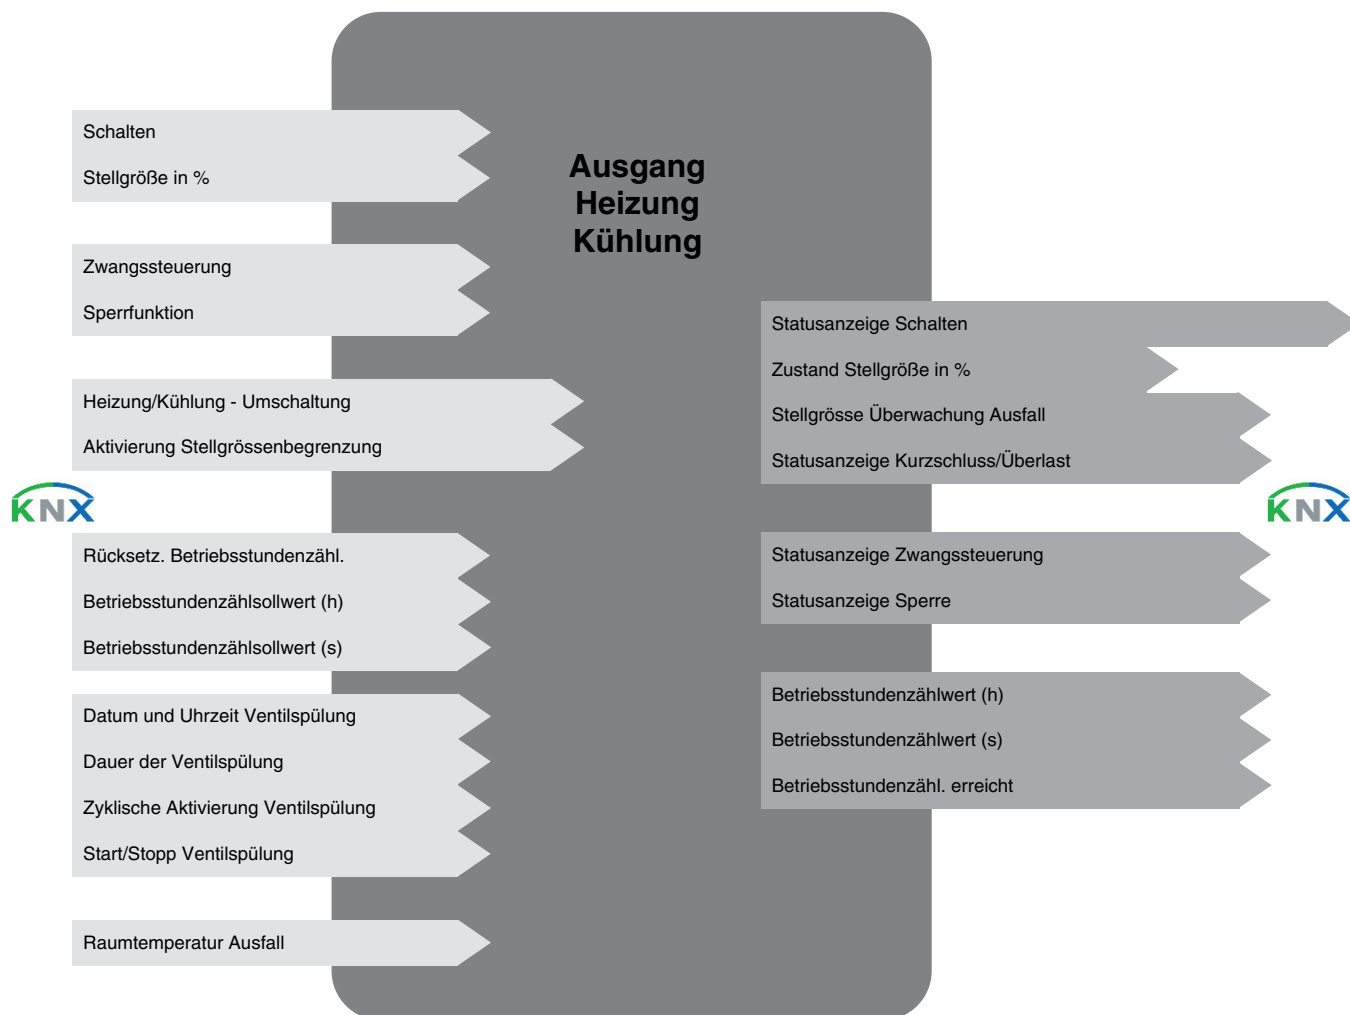 Ausgang
Heizung
Kühlung
Schalten
Stellgröße in %
Zwangssteuerung
Sperrfunktion
Heizung/Kühlung - Umschaltung
Aktivierung Stellgrössenbegrenzung
KNX
Rücksetz. Betriebsstundenzähl.
Betriebsstundenzählsollwert (h)
Betriebsstundenzählsollwert (s)
Datum und Uhrzeit Ventilspülung
Dauer der Ventilspülung
Zyklische Aktivierung Ventilspülung
Start/Stopp Ventilspülung
Raumtemperatur Ausfall
Statusanzeige Schalten
Zustand Stellgröße in %
Stellgrösse Überwachung Ausfall
Statusanzeige Kurzschluss/Überlast
KNX
Statusanzeige Zwangssteuerung
Statusanzeige Sperre
Betriebsstundenzählwert (h)
Betriebsstundenzählwert (s)
Betriebsstundenzähl. erreicht